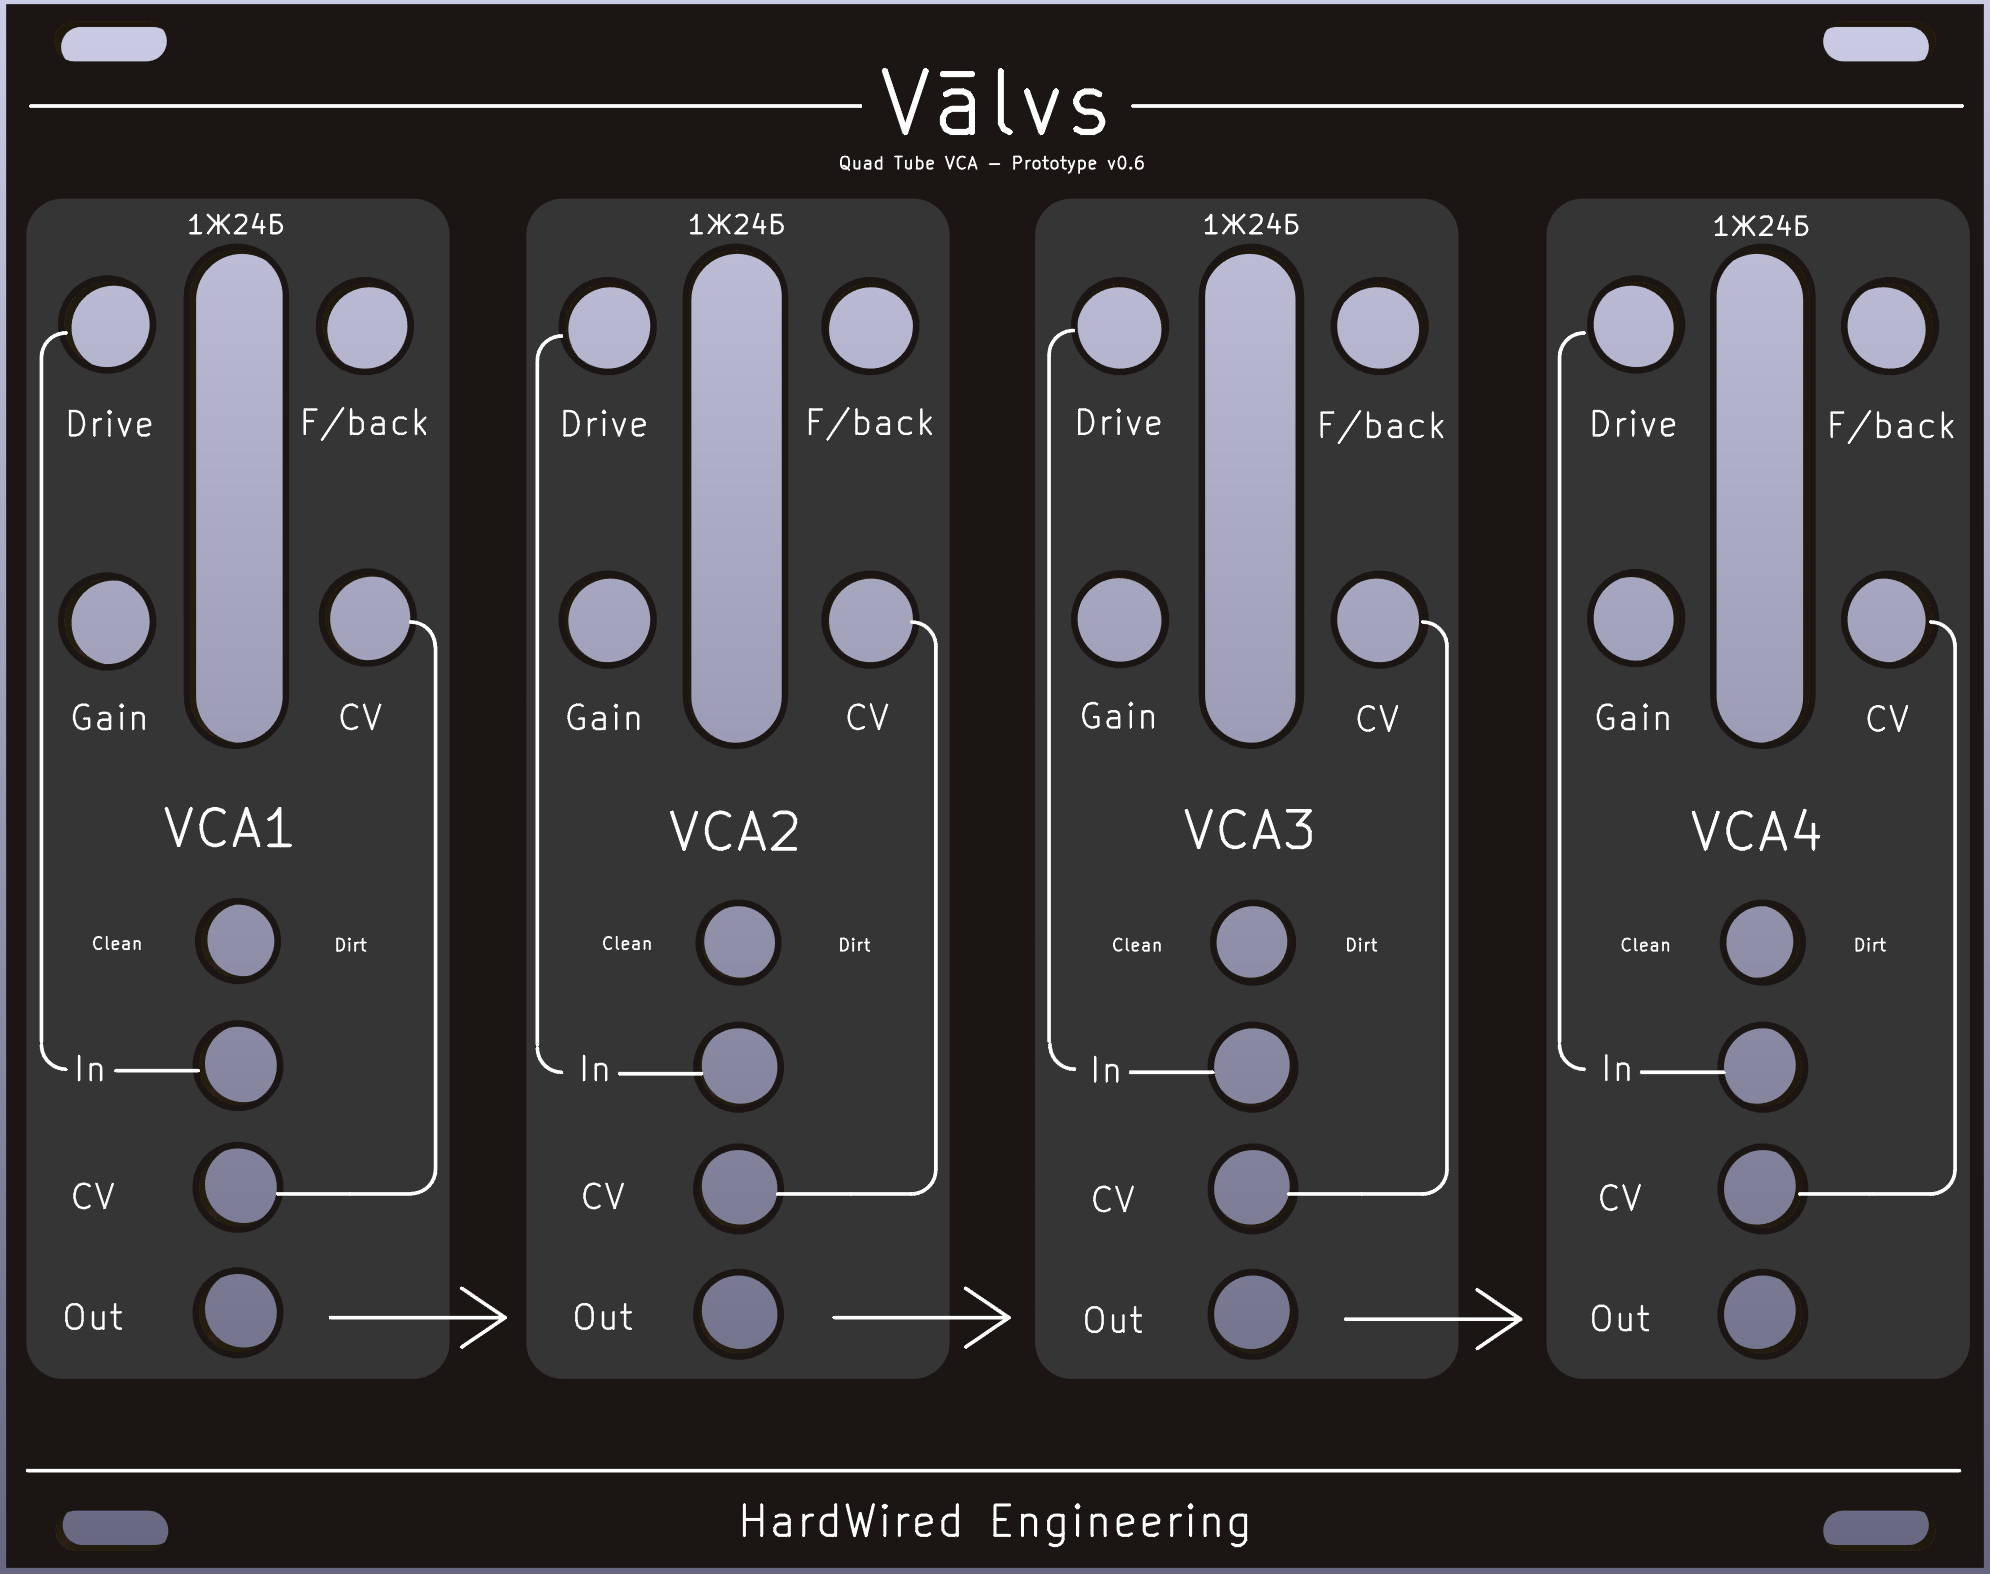 Vālvs
Quad Tube VCA – Prototype v0.6
1Ж24Б 1Ж24Б 1Ж24Б 1Ж24Б
Drive F/back Drive F/back Drive F/back Drive F/back
Gain CV Gain CV Gain CV Gain CV
VCA1 VCA2 VCA3 VCA4
Clean Dirt Clean Dirt Clean Dirt Clean Dirt
In In In In
CV CV CV CV
Out Out Out Out
HardWired Engineering